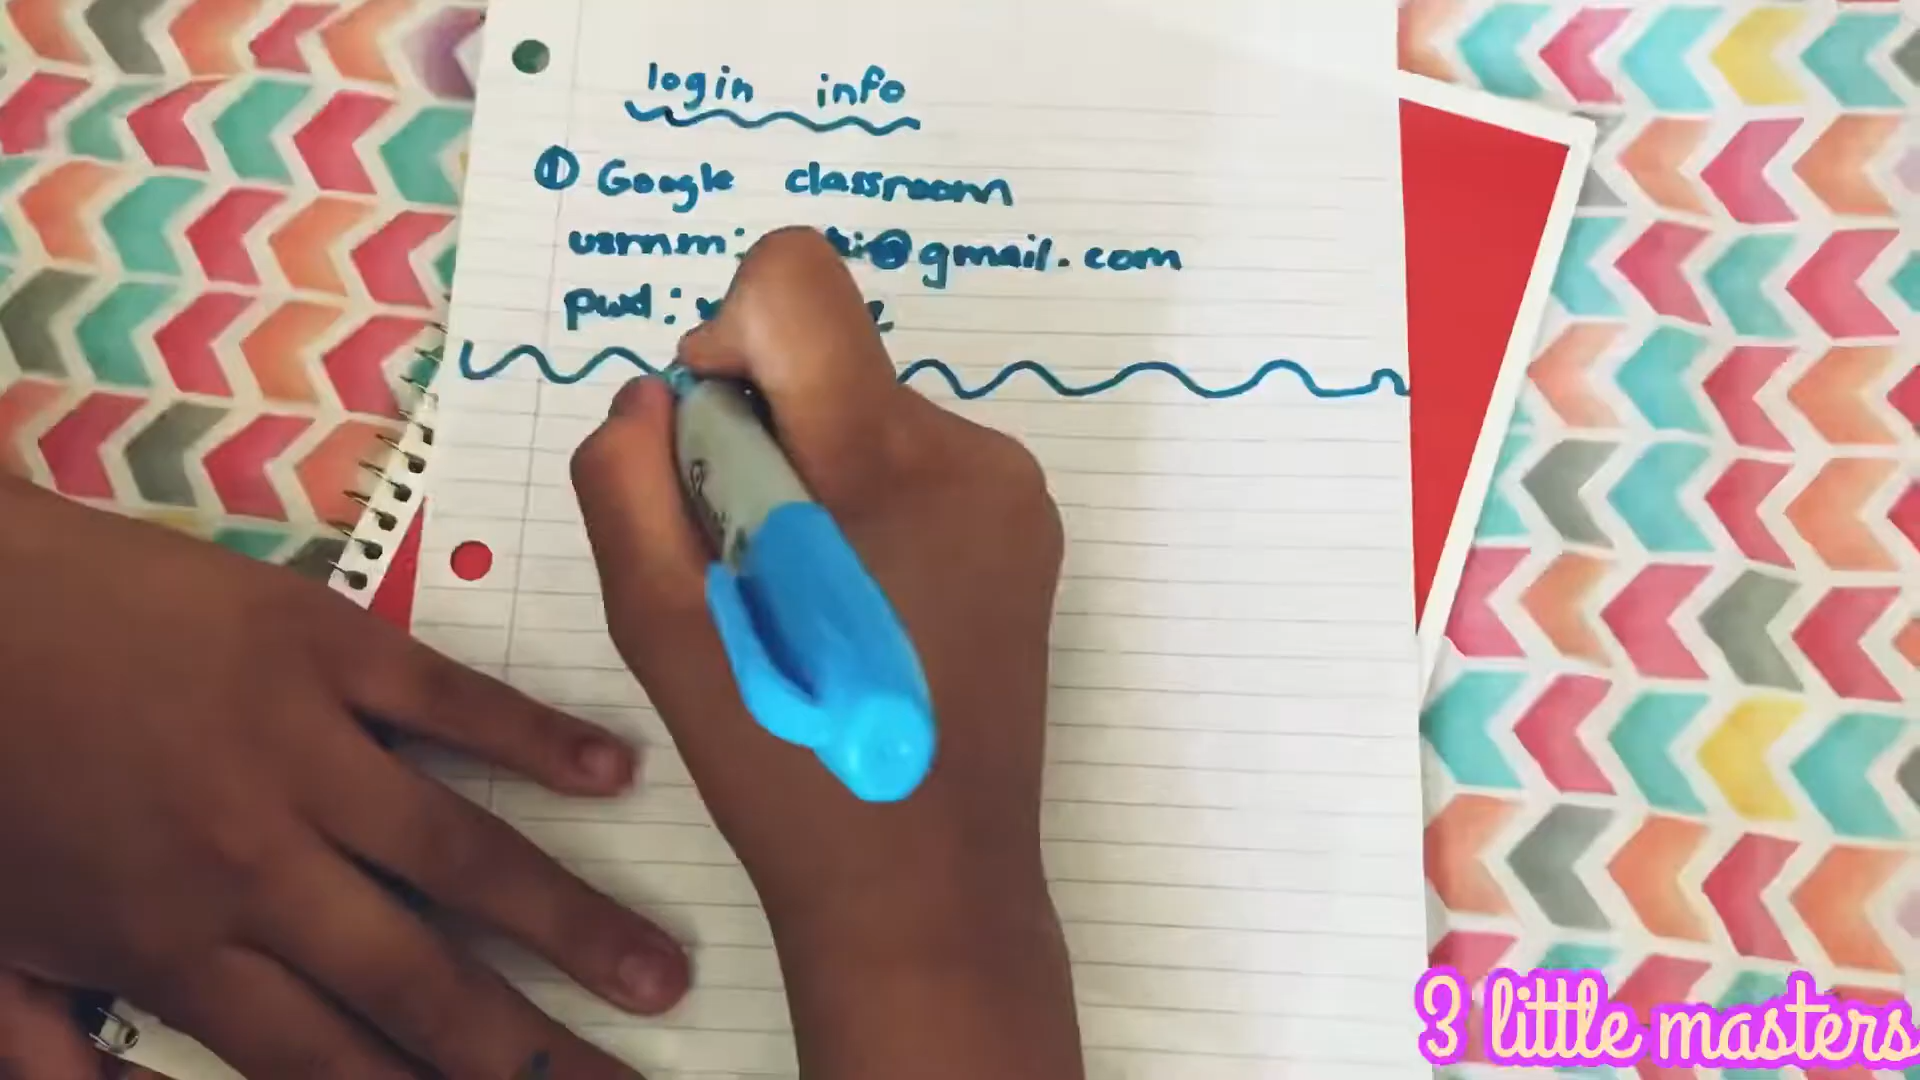 login info
① Google classroom
usrnm: @gmail.com
pwd:
3 little masters